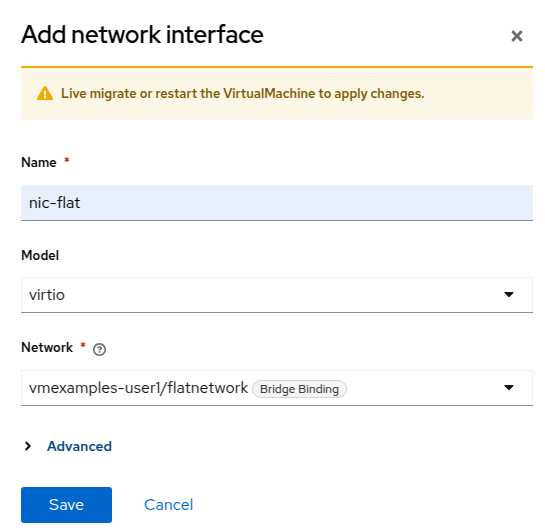 Add network interface
Live migrate or restart the VirtualMachine to apply changes.
Name *
nic-flat
Model
virtio
Network *
vmexamples-user1/flatnetwork Bridge Binding
Advanced
Save Cancel